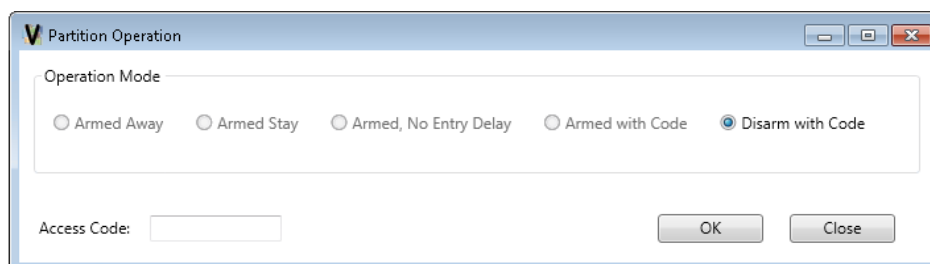 Partition Operation
Operation Mode
Armed Away Armed Stay Armed, No Entry Delay Armed with Code Disarm with Code
Access Code: OK Close